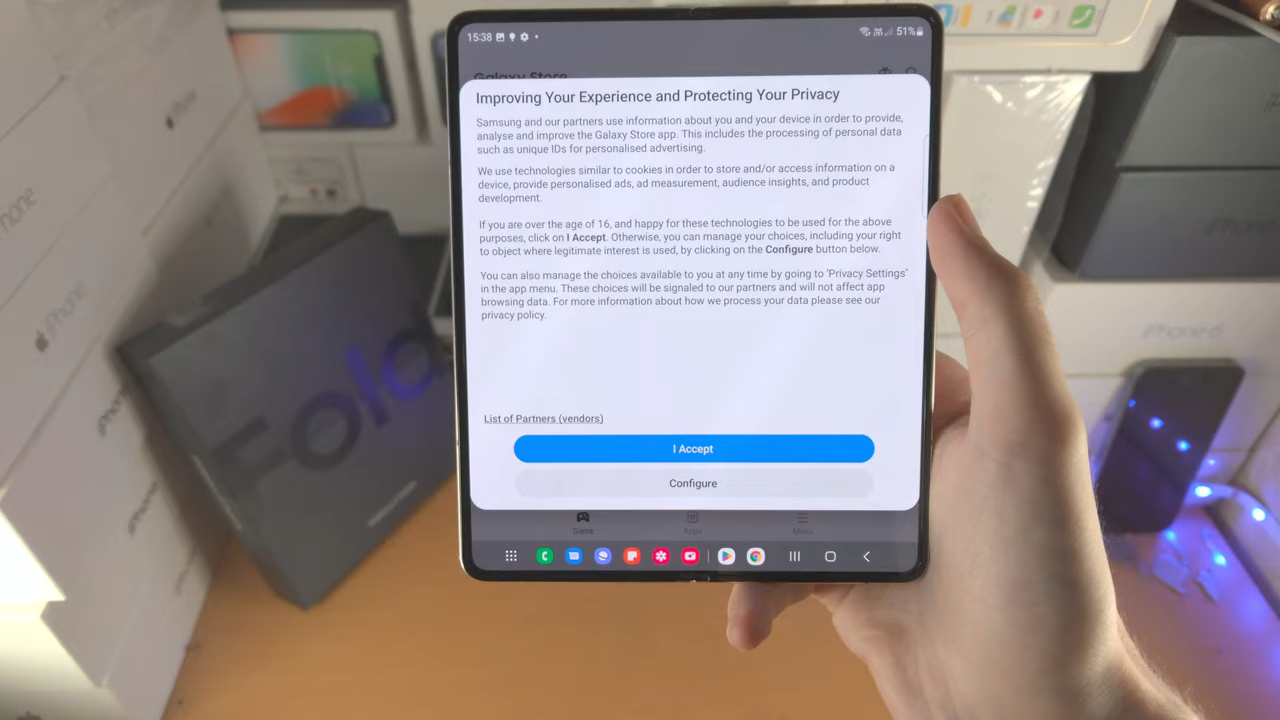 15:38
51%
Galaxy Store
Improving Your Experience and Protecting Your Privacy
Samsung and our partners use information about you and your device in order to provide,
analyse and improve the Galaxy Store app. This includes the processing of personal data
such as unique IDs for personalised advertising.
We use technologies similar to cookies in order to store and/or access information on a
device, provide personalised ads, ad measurement, audience insights, and product
development.
If you are over the age of 16, and happy for these technologies to be used for the above
purposes, click on I Accept. Otherwise, you can manage your choices, including your right
to object where legitimate interest is used, by clicking on the Configure button below.
You can also manage the choices available to you at any time by going to 'Privacy Settings'
in the app menu. These choices will be signaled to our partners and will not affect app
browsing data. For more information about how we process your data please see our
privacy policy.
List of Partners (vendors)
I Accept
Configure
Game
Apps
Menu
Fold
iPhone
iPhone
iPhone
iPhone
iPhone
iPhone 6